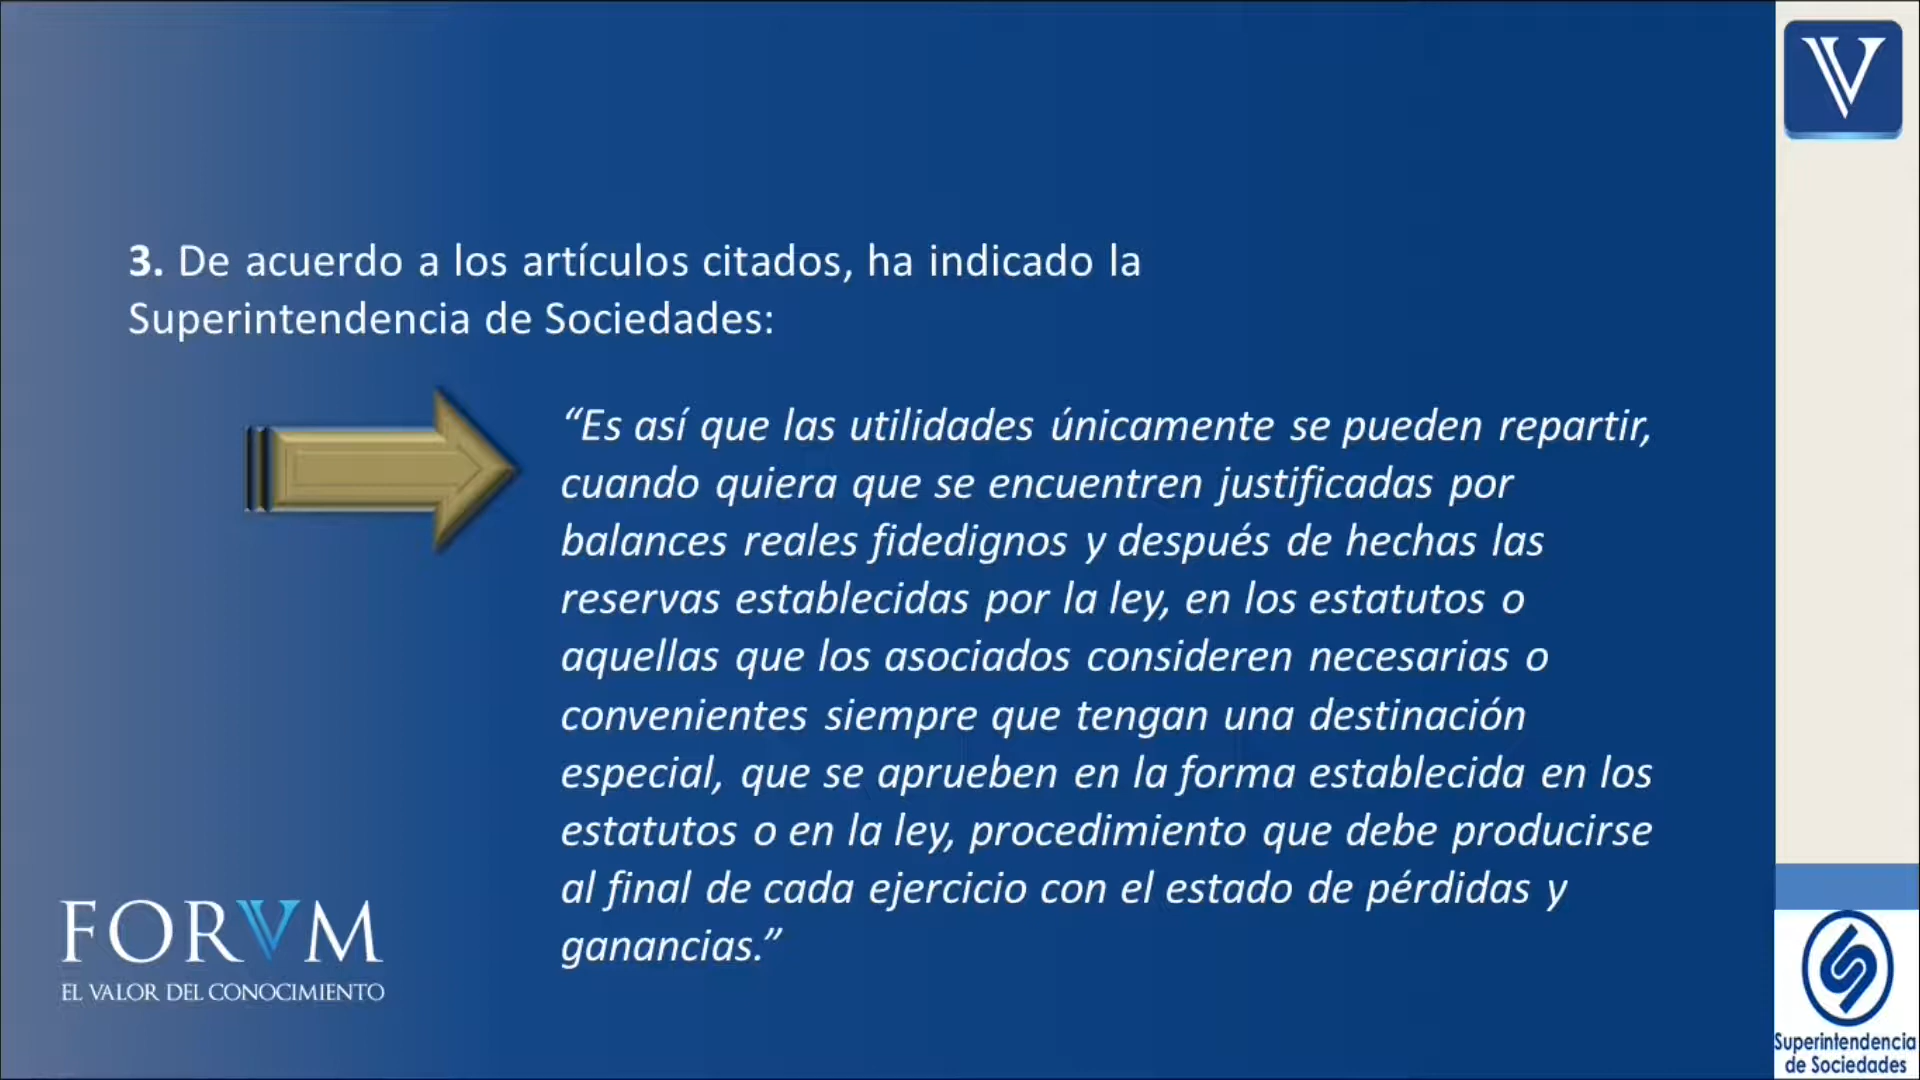 3. De acuerdo a los artículos citados, ha indicado la
Superintendencia de Sociedades:
“Es así que las utilidades únicamente se pueden repartir,
cuando quiera que se encuentren justificadas por
balances reales fidedignos y después de hechas las
reservas establecidas por la ley, en los estatutos o
aquellas que los asociados consideren necesarias o
convenientes siempre que tengan una destinación
especial, que se aprueben en la forma establecida en los
estatutos o en la ley, procedimiento que debe producirse
al final de cada ejercicio con el estado de pérdidas y
ganancias.”
FORVM
EL VALOR DEL CONOCIMIENTO
V
Superintendencia
de Sociedades